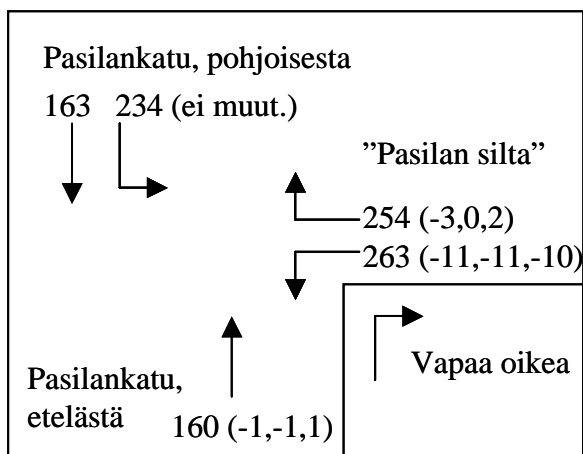 Pasilankatu, pohjoisesta
163 234 (ei muut.)
”Pasilan silta”
254 (-3,0,2)
263 (-11,-11,-10)
Vapaa oikea
Pasilankatu,
etelästä
160 (-1,-1,1)